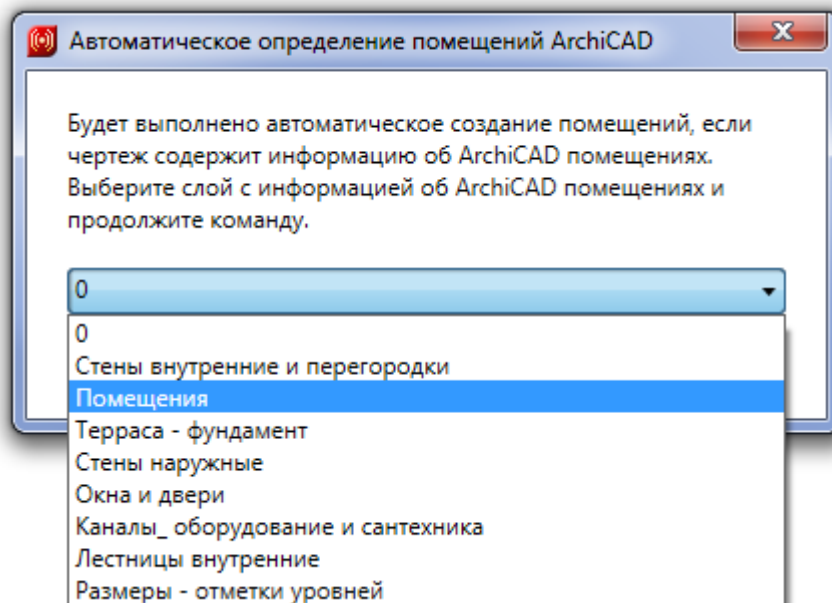 Автоматическое определение помещений ArchiCAD
Будет выполнено автоматическое создание помещений, если
чертеж содержит информацию об ArchiCAD помещениях.
Выберите слой с информацией об ArchiCAD помещениях и
продолжите команду.
0
0
Стены внутренние и перегородки
Помещения
Терраса - фундамент
Стены наружные
Окна и двери
Каналы_ оборудование и сантехника
Лестницы внутренние
Размеры - отметки уровней